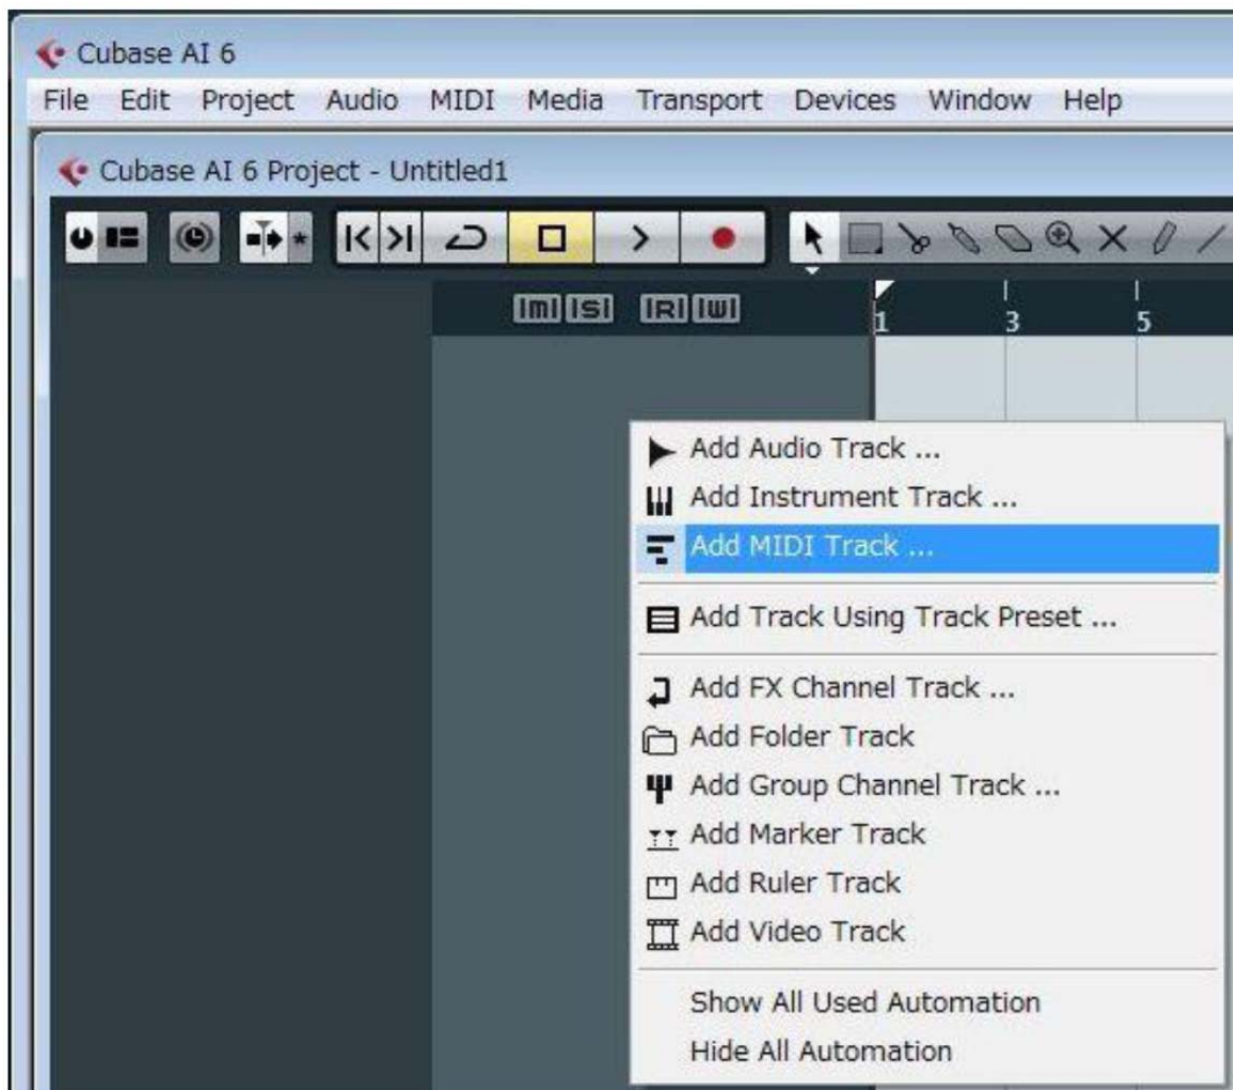 Cubase AI 6
File Edit Project Audio MIDI Media Transport Devices Window Help
Cubase AI 6 Project - Untitled1
m S R W
1 3 5
Add Audio Track ...
Add Instrument Track ...
Add MIDI Track ...
Add Track Using Track Preset ...
Add FX Channel Track ...
Add Folder Track
Add Group Channel Track ...
Add Marker Track
Add Ruler Track
Add Video Track
Show All Used Automation
Hide All Automation